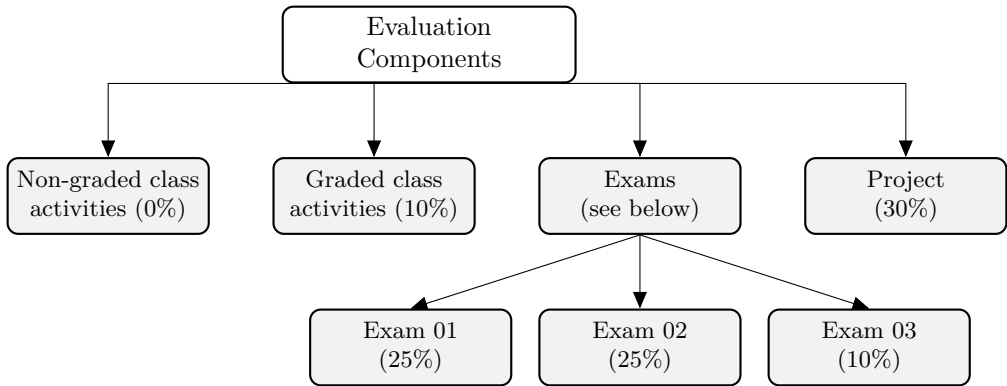 Evaluation
Components
Non-graded class
activities (0%)
Graded class
activities (10%)
Exams
(see below)
Project
(30%)
Exam 01
(25%)
Exam 02
(25%)
Exam 03
(10%)